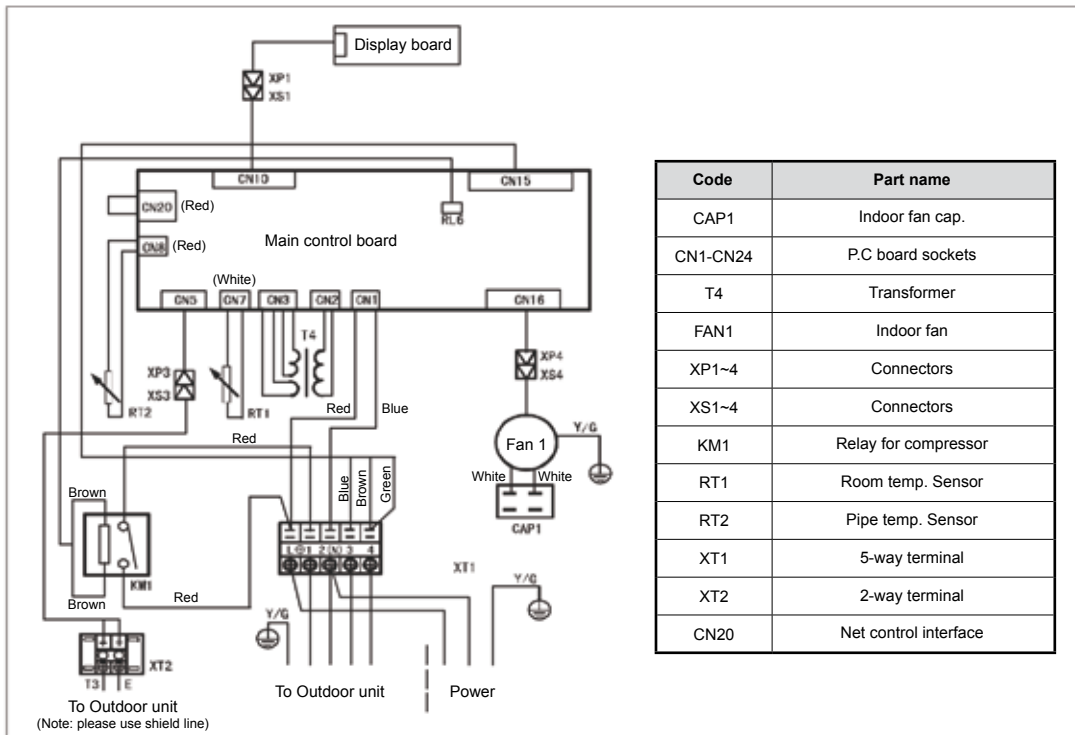 Display board
XP1
XS1
CN10
CN15
CN20
(Red)
RL6
CN8
(Red)
Main control board
(White)
CN5
CN7
CN3
CN2
CN1
CN16
T4
XP3
XS3
XP4
XS4
RT2
RT1
Red
Blue
Red
Fan 1
Y/G
Blue
Brown
Green
White
White
Brown
CAP1
KM1
L 1 2(N) 3 4
XT1
Brown
Red
Y/G
Y/G
XT2
T3 E
To Outdoor unit
Power
To Outdoor unit
(Note: please use shield line)
Code Part name
CAP1 Indoor fan cap.
CN1-CN24 P.C board sockets
T4 Transformer
FAN1 Indoor fan
XP1~4 Connectors
XS1~4 Connectors
KM1 Relay for compressor
RT1 Room temp. Sensor
RT2 Pipe temp. Sensor
XT1 5-way terminal
XT2 2-way terminal
CN20 Net control interface